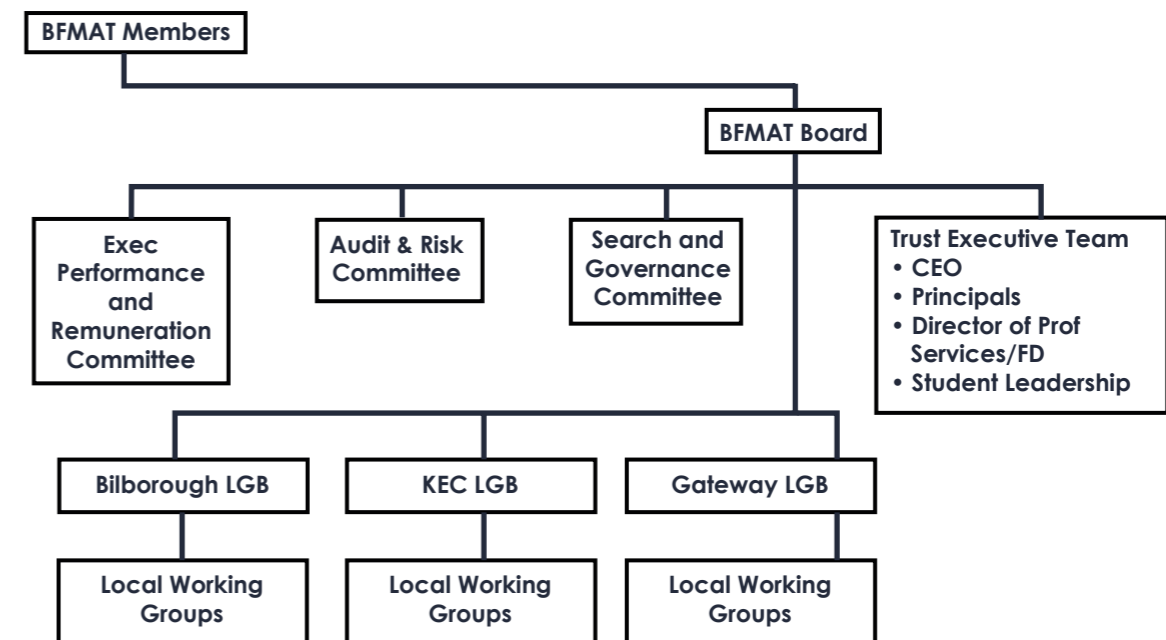 BFMAT Members
BFMAT Board
Exec
Performance
and
Remuneration
Committee
Audit & Risk
Committee
Search and
Governance
Committee
Trust Executive Team
• CEO
• Principals
• Director of Prof
Services/FD
• Student Leadership
Bilborough LGB
KEC LGB
Gateway LGB
Local Working
Groups
Local Working
Groups
Local Working
Groups